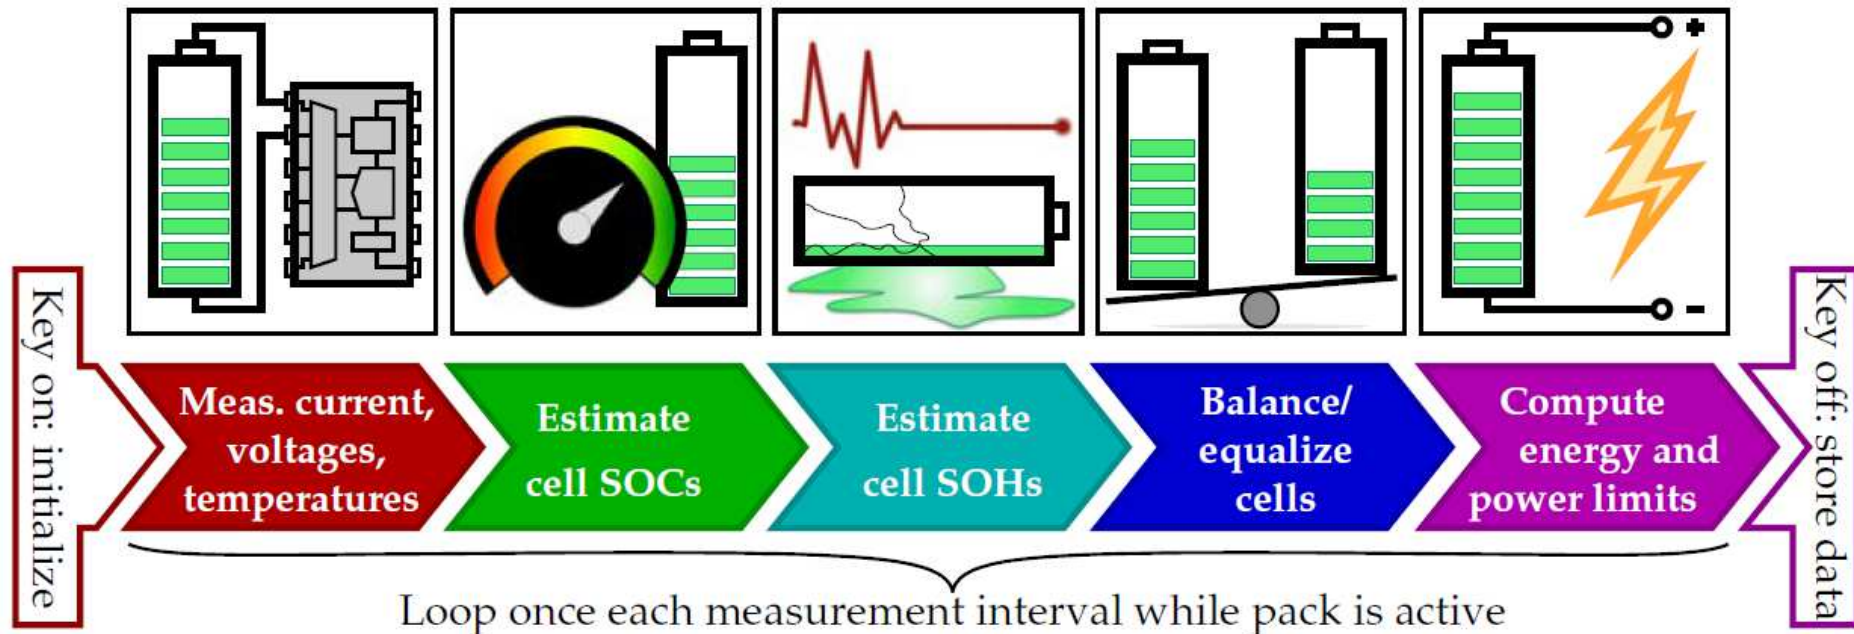 Key on: initialize
+
-
Meas. current,
voltages,
temperatures
Estimate
cell SOCs
Estimate
cell SOHs
Balance/
equalize
cells
Compute
energy and
power limits
Key off: store data
Loop once each measurement interval while pack is active